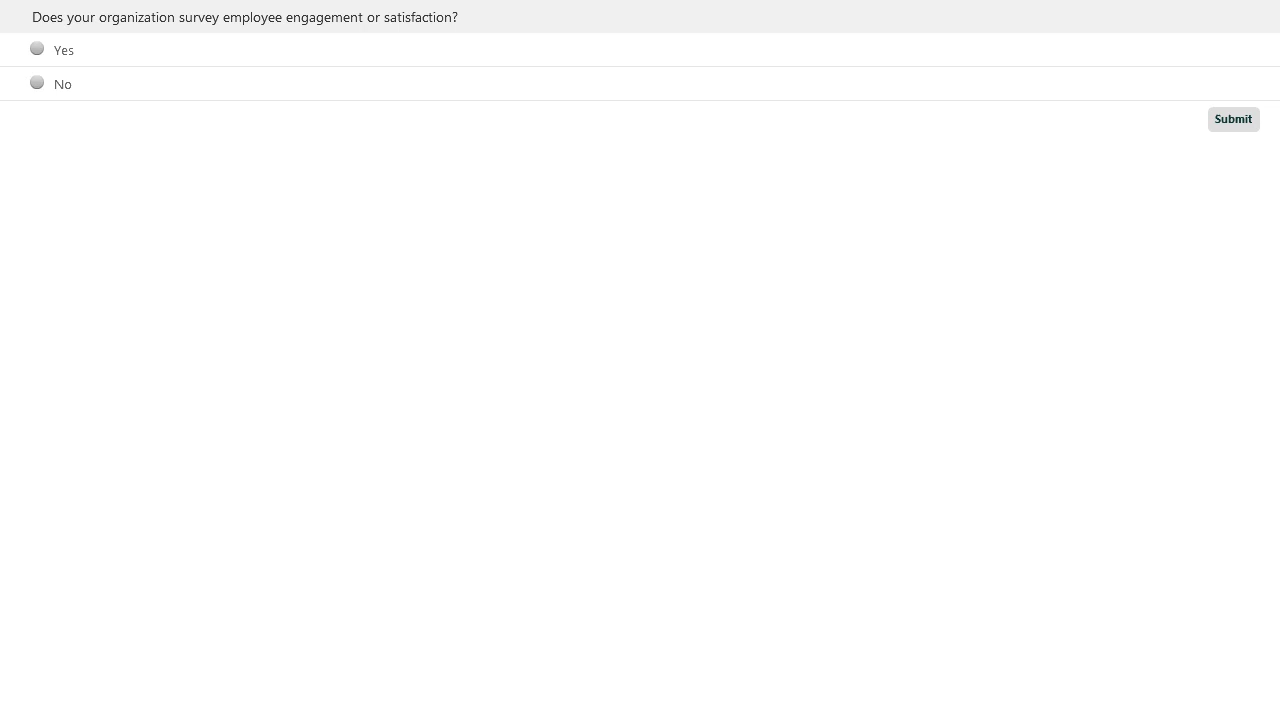 Does your organization survey employee engagement or satisfaction?
Yes
No
Submit